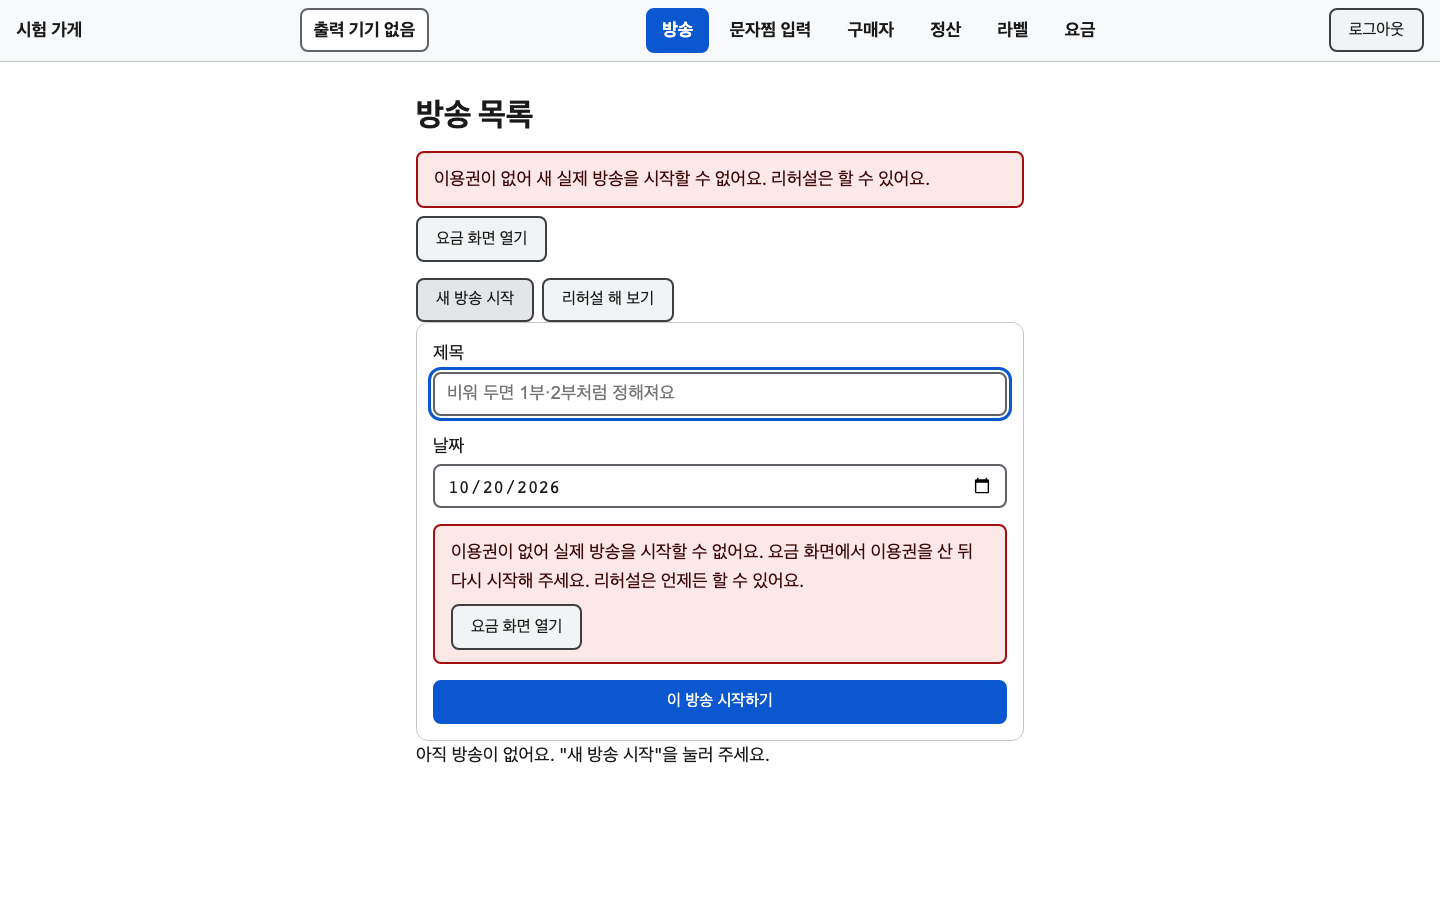 시험 가게
출력 기기 없음
방송
문자찜 입력
구매자
정산
라벨
요금
로그아웃
방송 목록
이용권이 없어 새 실제 방송을 시작할 수 없어요. 리허설은 할 수 있어요.
요금 화면 열기
새 방송 시작
리허설 해 보기
제목
비워 두면 1부·2부처럼 정해져요
날짜
10/20/2026
이용권이 없어 실제 방송을 시작할 수 없어요. 요금 화면에서 이용권을 산 뒤
다시 시작해 주세요. 리허설은 언제든 할 수 있어요.
요금 화면 열기
이 방송 시작하기
아직 방송이 없어요. "새 방송 시작"을 눌러 주세요.